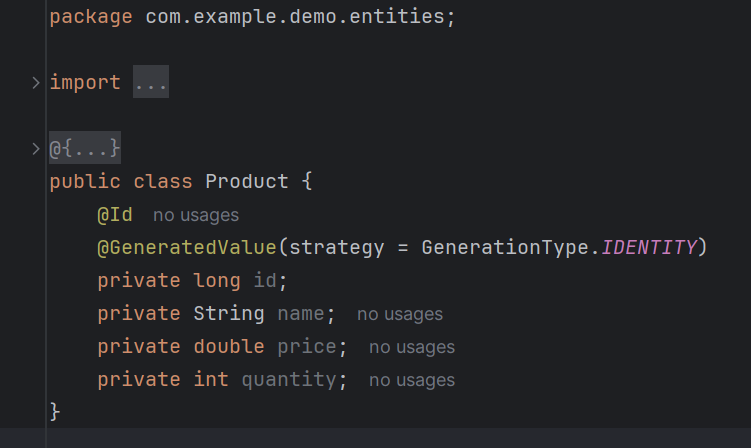 package com.example.demo.entities;
import ...
@{...}
public class Product {
@Id no usages
@GeneratedValue(strategy = GenerationType.IDENTITY)
private long id;
private String name; no usages
private double price; no usages
private int quantity; no usages
}